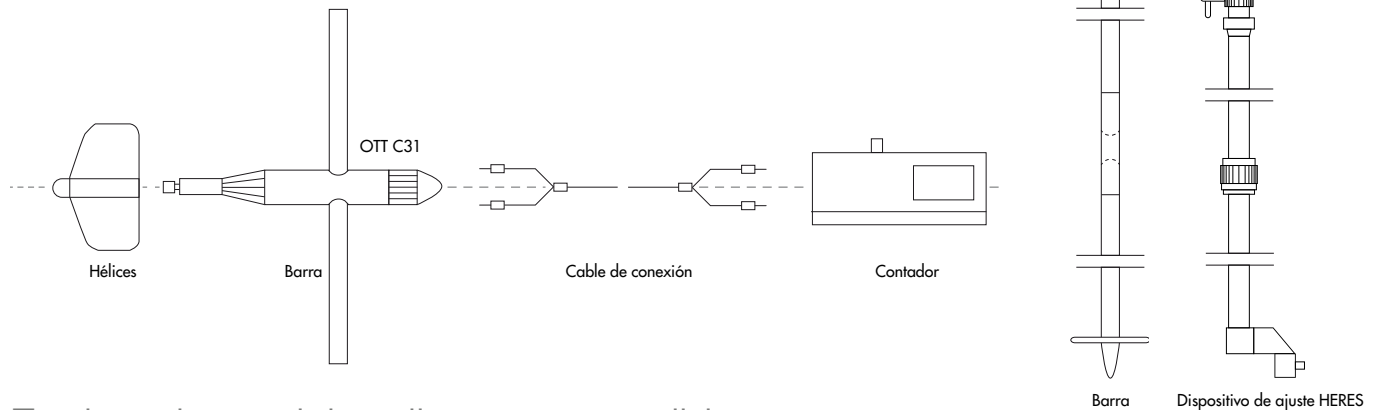 OTT C31
Hélices
Barra
Cable de conexión
Contador
Barra
Dispositivo de ajuste HERES